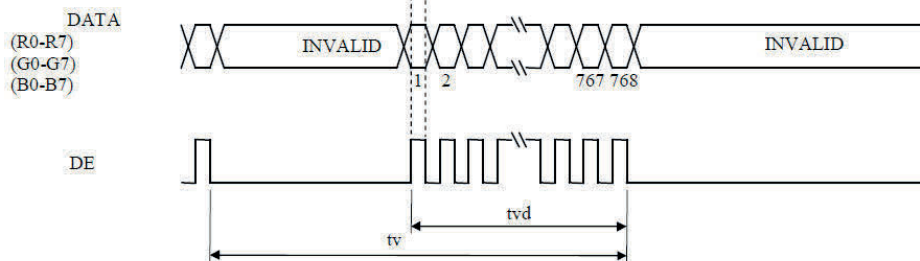 DATA
(R0-R7)
(G0-G7)
(B0-B7)
INVALID
INVALID
1 2 767 768
DE
tvd
tv